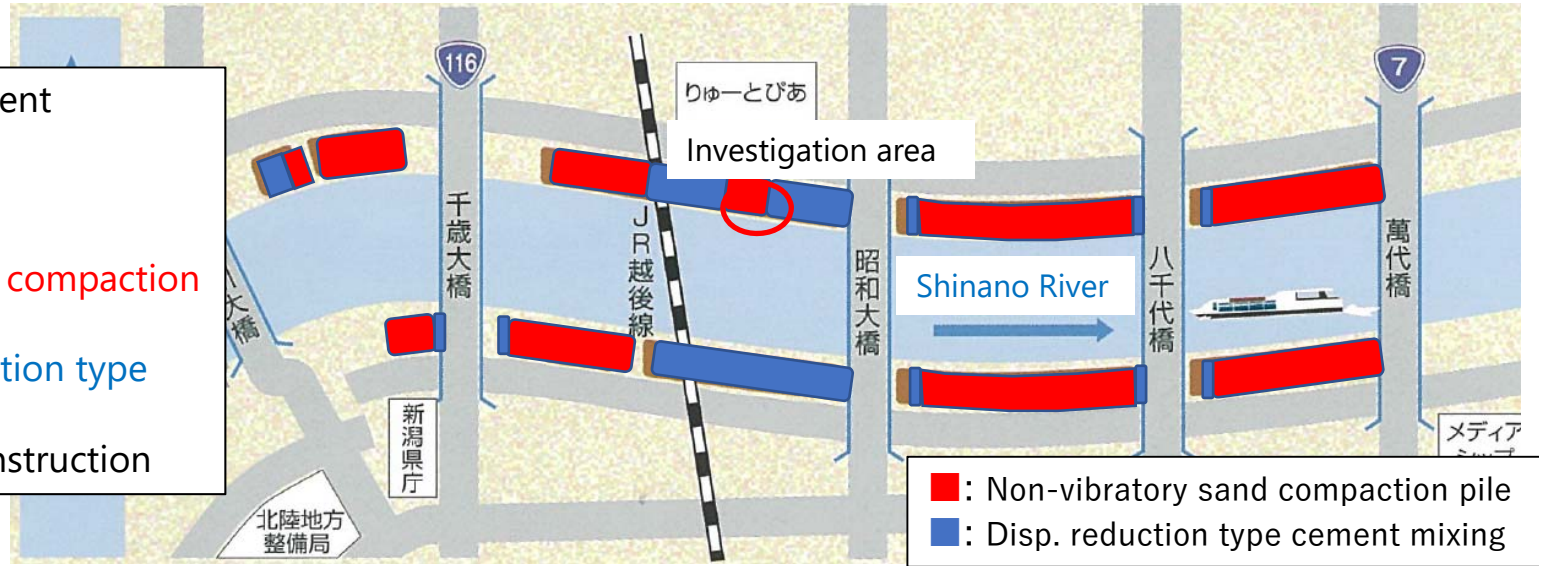 116
7
りゅーとぴあ
Investigation area
ent
compaction
tion type
nstruction
千歳大橋
JR越後線
昭和大橋
Shinano River
八千代橋
萬代橋
大橋
新潟県庁
北陸地方
整備局
メディア
: Non-vibratory sand compaction pile
: Disp. reduction type cement mixing